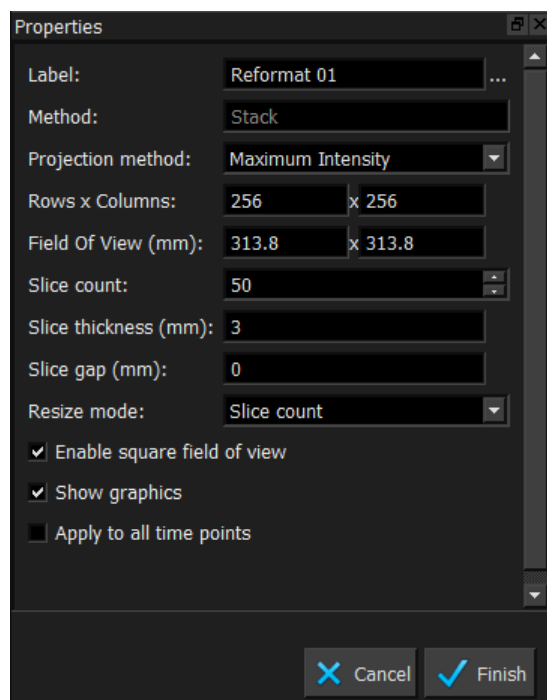 Properties
Label: Reformat 01 ...
Method: Stack
Projection method: Maximum Intensity
Rows x Columns: 256 x 256
Field Of View (mm): 313.8 x 313.8
Slice count: 50
Slice thickness (mm): 3
Slice gap (mm): 0
Resize mode: Slice count
Enable square field of view
Show graphics
Apply to all time points
Cancel Finish